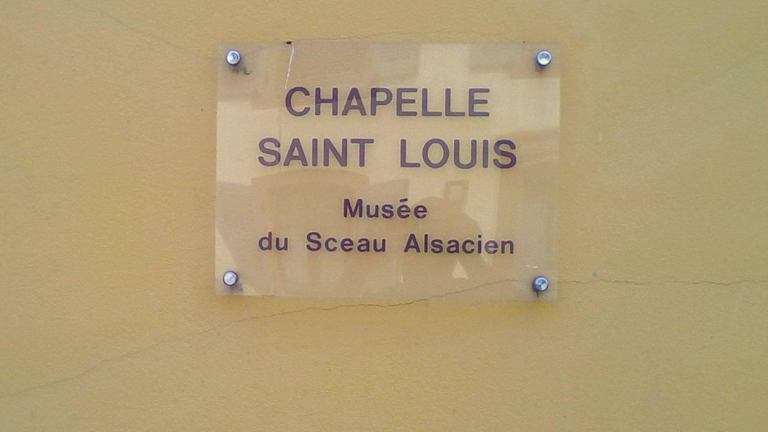 CHAPELLE
SAINT LOUIS
Musée
du Sceau Alsacien